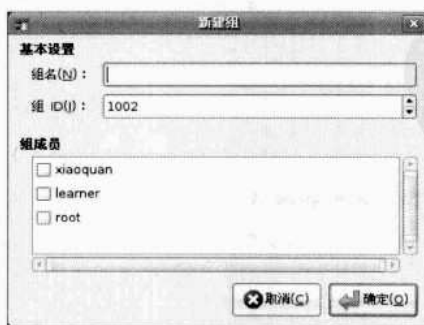 新建组
基本设置
组名(N)：
组 ID(I)： 1002
组成员
xiaoquan
learner
root
取消(C) 确定(O)